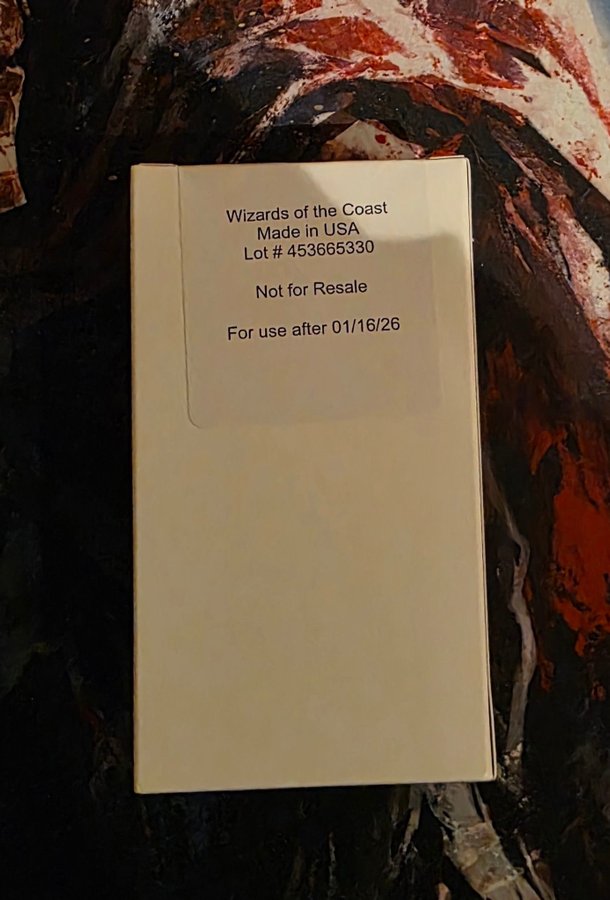 Wizards of the Coast
Made in USA
Lot # 453665330
Not for Resale
For use after 01/16/26